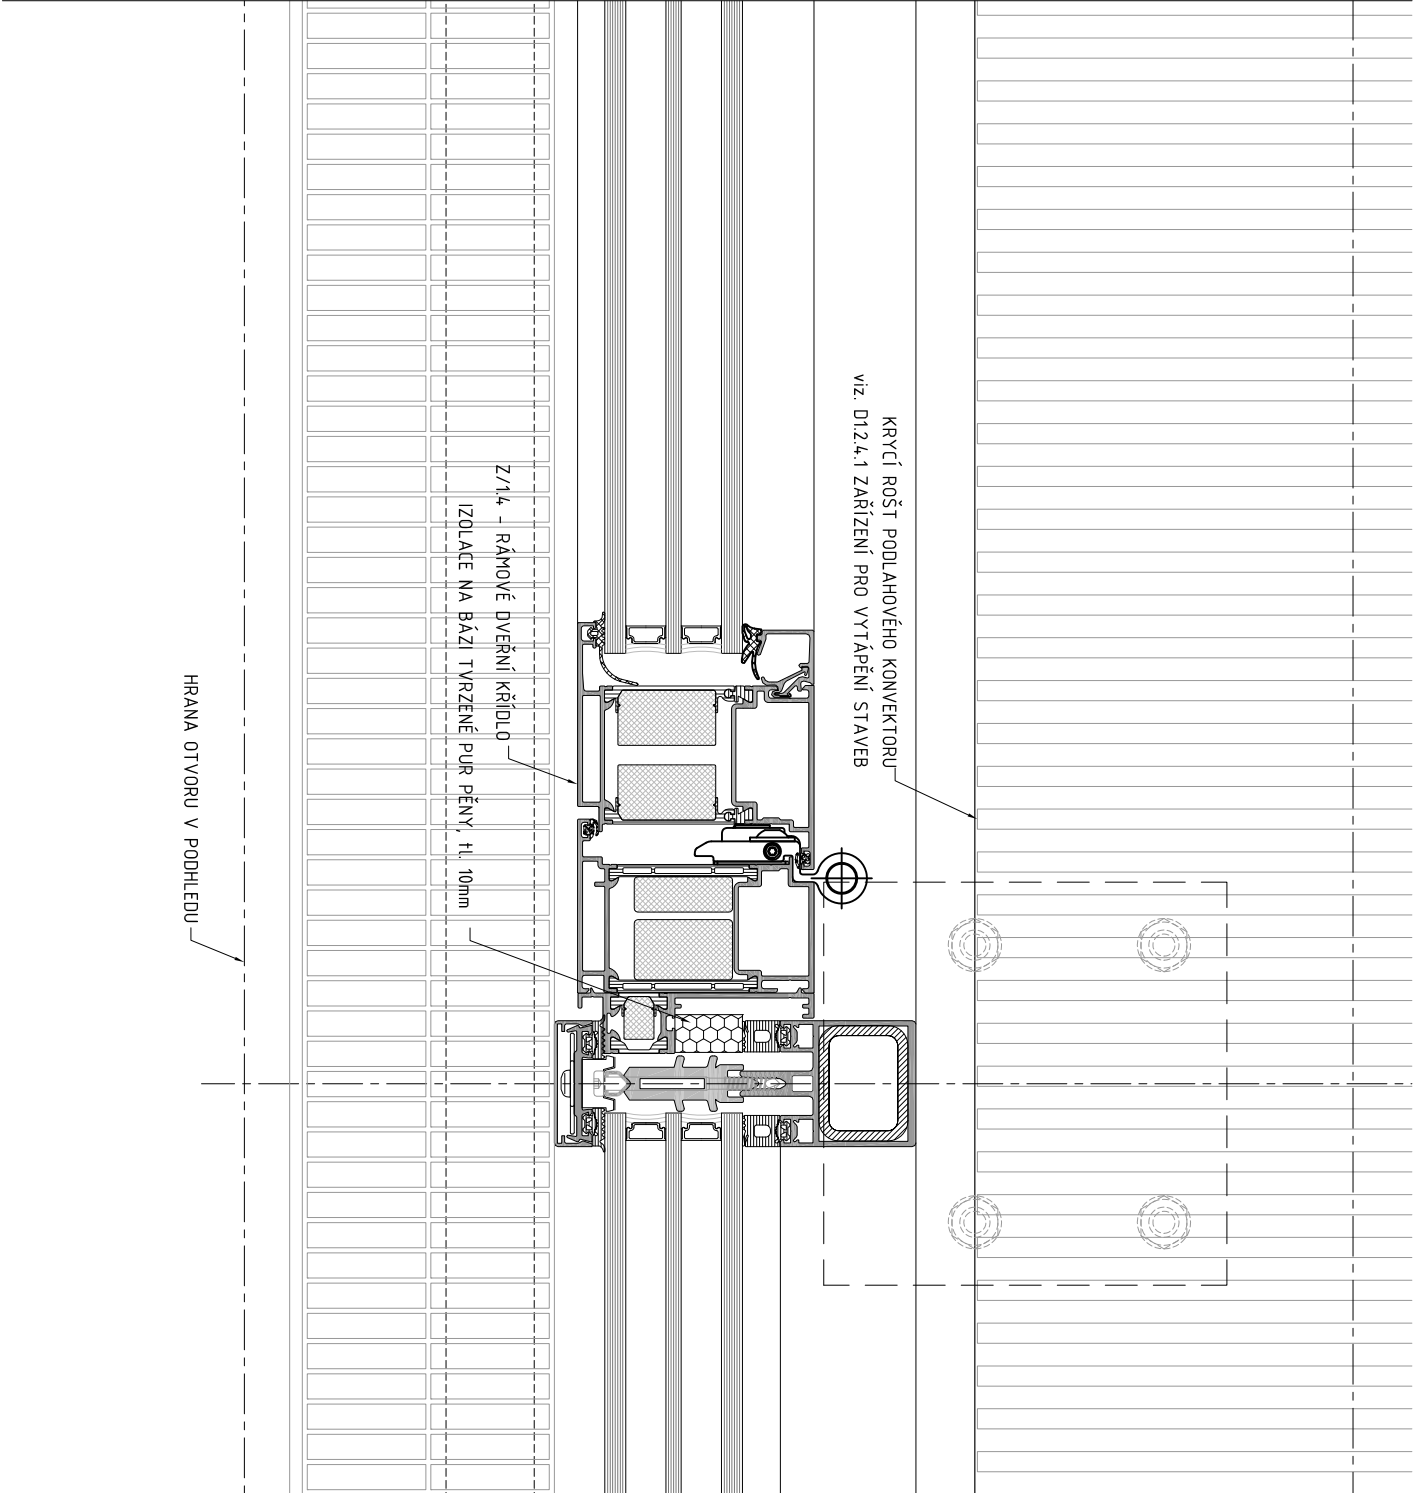 KRYCÍ ROŠT PODLAHOVÉHO KONVEKTORU
viz. D1.2.4.1 ZAŘÍZENÍ PRO VYTÁPĚNÍ STAVEB
Z/1.4 - RÁMOVÉ DVEŘNÍ KŘÍDLO
IZOLACE NA BÁZI TVRZENÉ PUR PĚNY, tl. 10mm
HRANA OTVORU V PODHLEDU